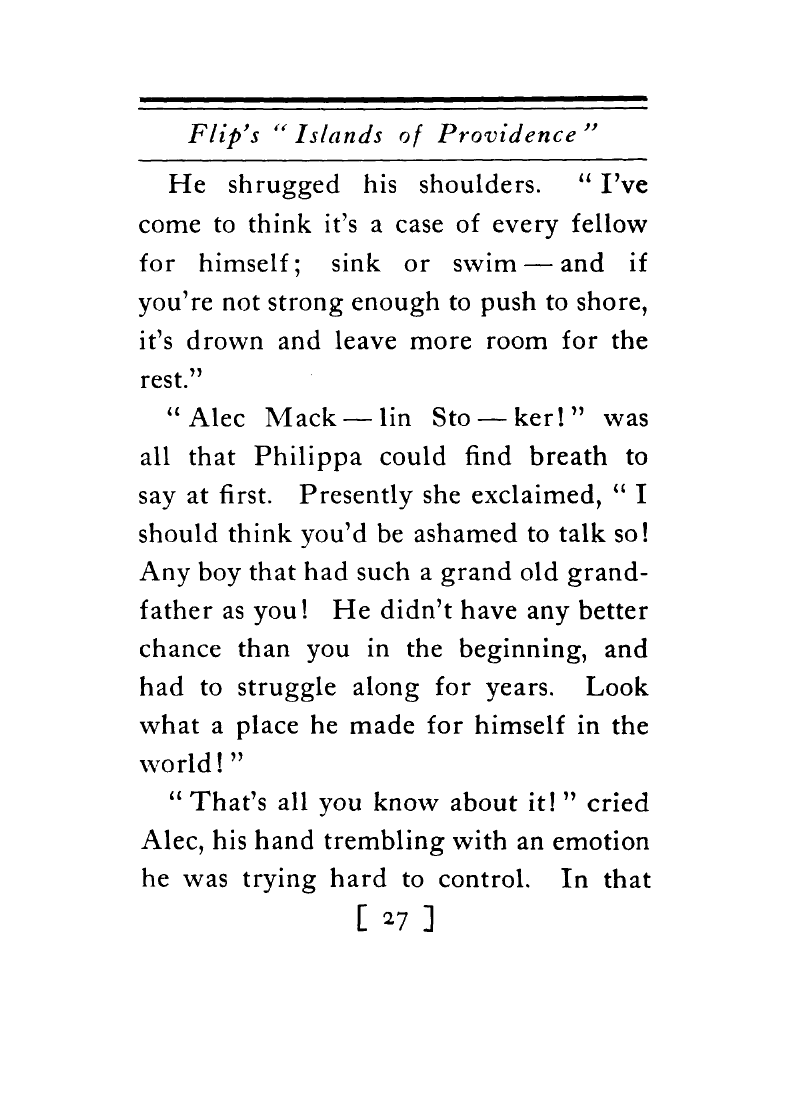 Flip's "Islands of Providence"
He shrugged his shoulders. "I've
come to think it's a case of every fellow
for himself; sink or swim — and if
you're not strong enough to push to shore,
it's drown and leave more room for the
rest."
"Alec Mack — lin Sto — ker!" was
all that Philippa could find breath to
say at first. Presently she exclaimed, "I
should think you'd be ashamed to talk so!
Any boy that had such a grand old grand-
father as you! He didn't have any better
chance than you in the beginning, and
had to struggle along for years. Look
what a place he made for himself in the
world!"
"That's all you know about it!" cried
Alec, his hand trembling with an emotion
he was trying hard to control. In that
[ 27 ]